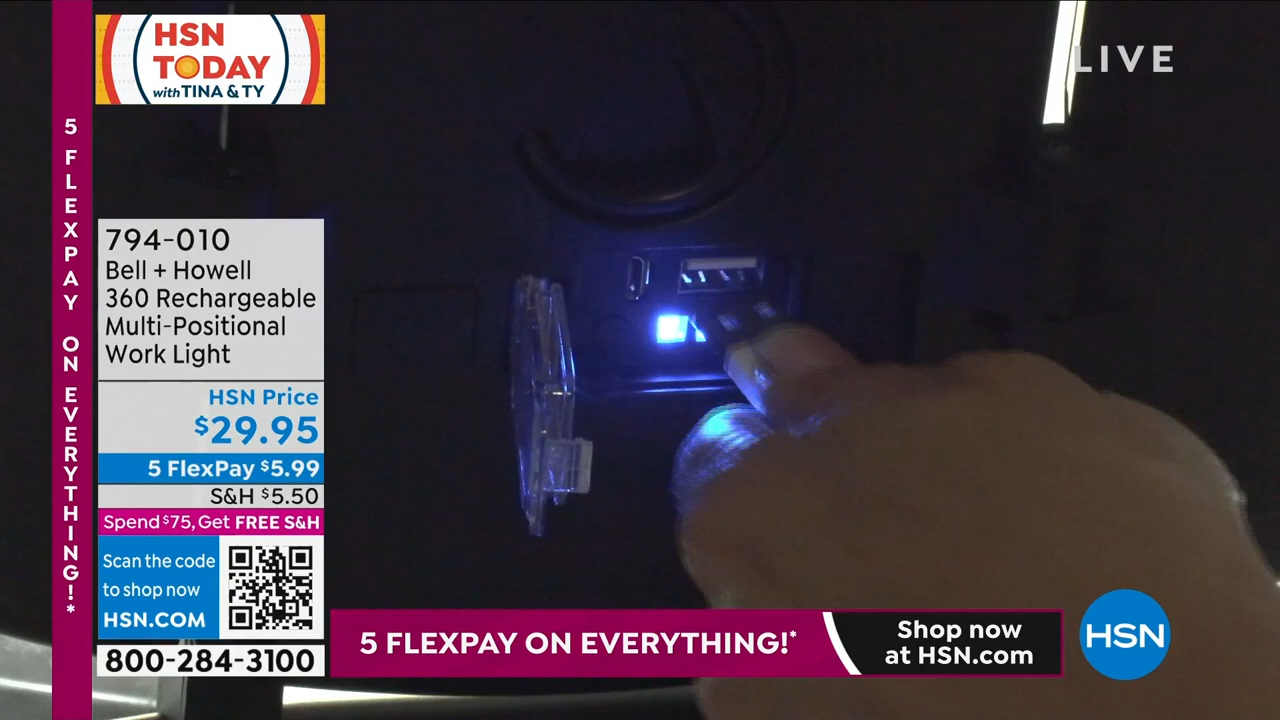 HSN
TODAY
with TINA & TY
LIVE
5 FLEXPAY ON EVERYTHING!*
794-010
Bell + Howell
360 Rechargeable
Multi-Positional
Work Light
HSN Price
$29.95
5 FlexPay $5.99
S&H $5.50
Spend $75, Get FREE S&H
Scan the code
to shop now
HSN.COM
800-284-3100
5 FLEXPAY ON EVERYTHING!*
Shop now
at HSN.com
HSN